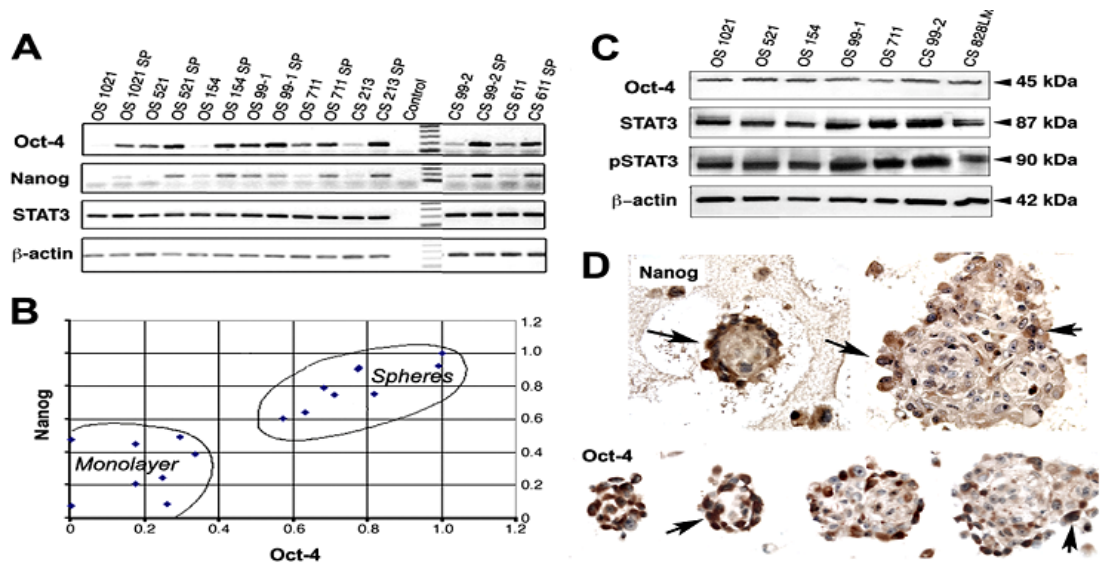 A
OS 1021
OS 1021 SP
OS 521
OS 521 SP
OS 154
OS 154 SP
OS 99-1
OS 99-1 SP
OS 711
OS 711 SP
CS 213
CS 213 SP
Control
CS 99-2
CS 99-2 SP
CS 611
CS 611 SP
Oct-4
Nanog
STAT3
β-actin
B
Nanog
Spheres
Monolayer
1.2
1.0
0.8
0.6
0.4
0.2
0
0 0.2 0.4 0.6 0.8 1.0 1.2
Oct-4
C
OS 1021
OS 521
OS 154
OS 99-1
OS 711
CS 99-2
CS 828LM
Oct-4 45 kDa
STAT3 87 kDa
pSTAT3 90 kDa
β-actin 42 kDa
D
Nanog
Oct-4